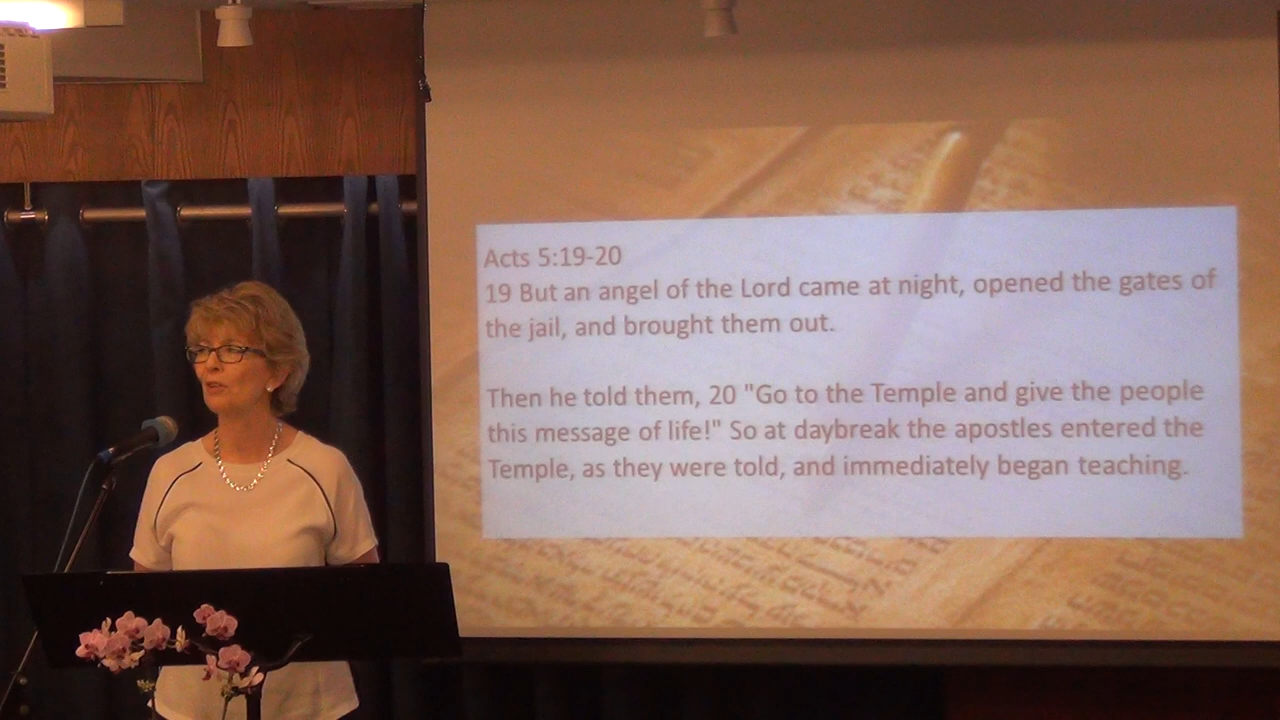 Acts 5:19-20
19 But an angel of the Lord came at night, opened the gates of
the jail, and brought them out.
Then he told them, 20 "Go to the Temple and give the people
this message of life!" So at daybreak the apostles entered the
Temple, as they were told, and immediately began teaching.